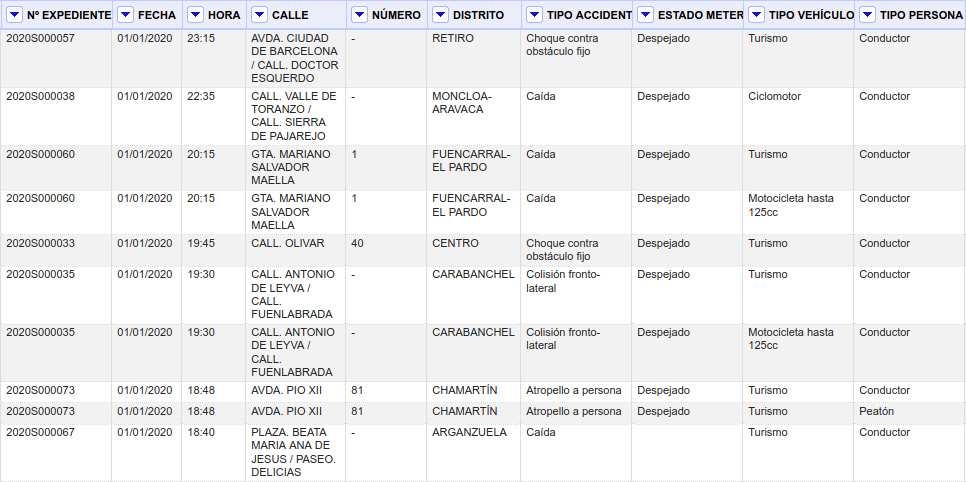 Nº EXPEDIENTE FECHA HORA CALLE NÚMERO DISTRITO TIPO ACCIDENT ESTADO METER TIPO VEHÍCULO TIPO PERSONA
2020S000057 01/01/2020 23:15 AVDA. CIUDAD - RETIRO Choque contra Despejado Turismo Conductor
DE BARCELONA obstáculo fijo
/ CALL. DOCTOR
ESQUERDO
2020S000038 01/01/2020 22:35 CALL. VALLE DE - MONCLOA- Caída Despejado Ciclomotor Conductor
TORANZO / ARAVACA
CALL. SIERRA
DE PAJAREJO
2020S000060 01/01/2020 20:15 GTA. MARIANO 1 FUENCARRAL- Caída Despejado Turismo Conductor
SALVADOR EL PARDO
MAELLA
2020S000060 01/01/2020 20:15 GTA. MARIANO 1 FUENCARRAL- Caída Despejado Motocicleta hasta Conductor
SALVADOR EL PARDO 125cc
MAELLA
2020S000033 01/01/2020 19:45 CALL. OLIVAR 40 CENTRO Choque contra Despejado Turismo Conductor
obstáculo fijo
2020S000035 01/01/2020 19:30 CALL. ANTONIO - CARABANCHEL Colisión fronto- Despejado Turismo Conductor
DE LEYVA / lateral
CALL.
FUENLABRADA
2020S000035 01/01/2020 19:30 CALL. ANTONIO - CARABANCHEL Colisión fronto- Despejado Motocicleta hasta Conductor
DE LEYVA / lateral 125cc
CALL.
FUENLABRADA
2020S000073 01/01/2020 18:48 AVDA. PIO XII 81 CHAMARTÍN Atropello a persona Despejado Turismo Conductor
2020S000073 01/01/2020 18:48 AVDA. PIO XII 81 CHAMARTÍN Atropello a persona Despejado Turismo Peatón
2020S000067 01/01/2020 18:40 PLAZA. BEATA - ARGANZUELA Caída Turismo Conductor
MARIA ANA DE
JESUS / PASEO.
DELICIAS